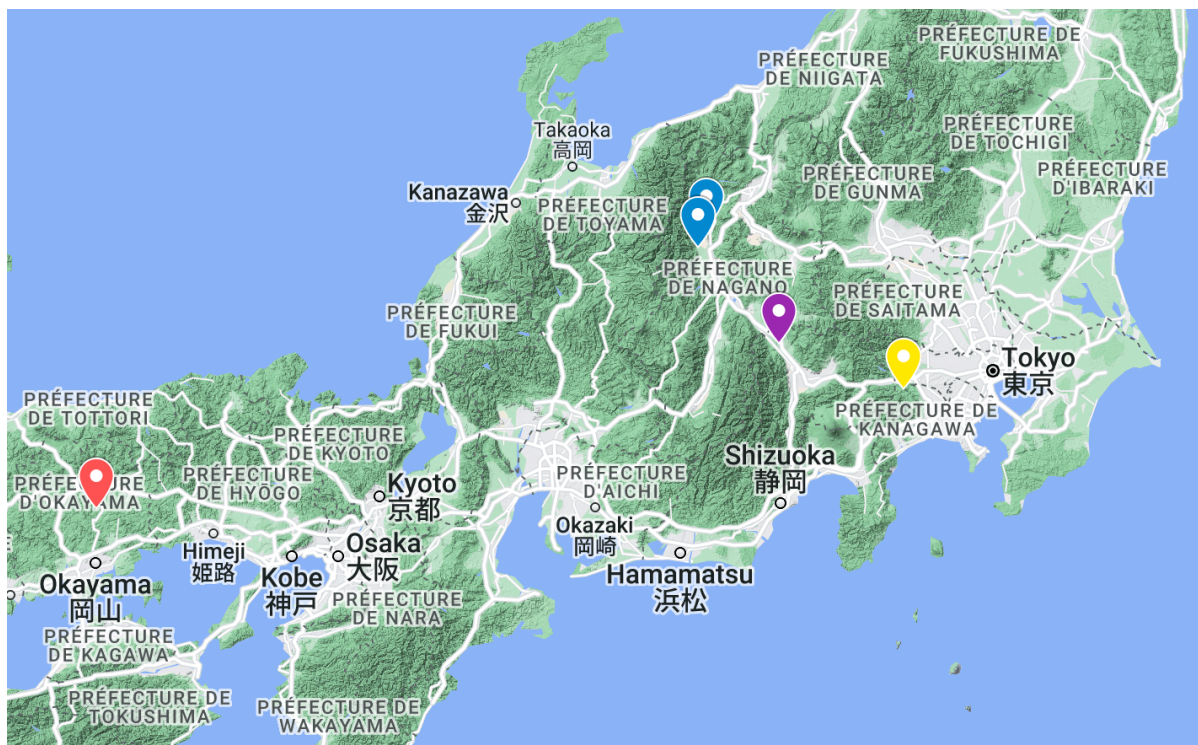 PRÉFECTURE DE
FUKUSHIMA
PRÉFECTURE
DE NIIGATA
Takaoka
高岡
PRÉFECTURE
DE TOCHIGI
PRÉFECTURE
D'IBARAKI
PRÉFECTURE
DE GUNMA
Kanazawa
金沢
PRÉFECTURE
DE TOYAMA
PRÉFECTURE
DE NAGANO
PRÉFECTURE
DE SAITAMA
PRÉFECTURE
DE FUKUI
Tokyo
東京
PRÉFECTURE
DE TOTTORI
PRÉFECTURE DE
KANAGAWA
PRÉFECTURE
DE KYOTO
PRÉFECTURE
DE HYŌGO
PRÉFECTURE
D'OKAYAMA
Kyoto
京都
PRÉFECTURE
D'AICHI
Shizuoka
静岡
Okazaki
岡崎
Himeji
姫路
Osaka
大阪
Kobe
神戸
Okayama
岡山
Hamamatsu
浜松
PRÉFECTURE
DE NARA
PRÉFECTURE
DE KAGAWA
PRÉFECTURE DE
TOKUSHIMA
PRÉFECTURE DE
WAKAYAMA